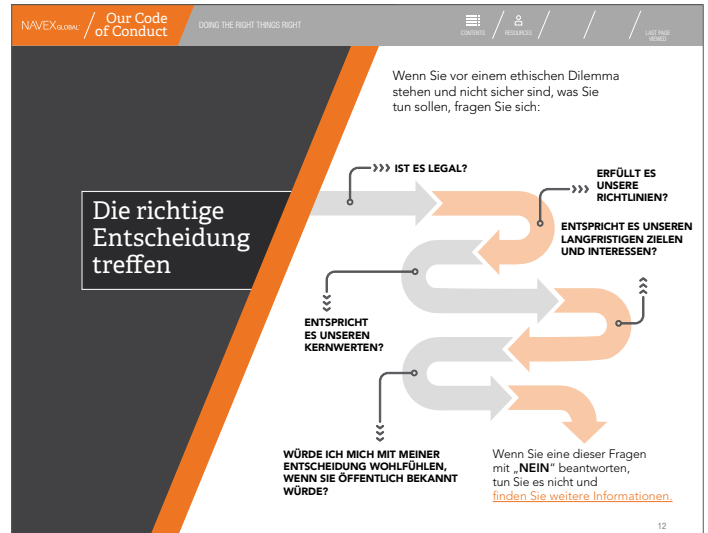 NAVEX GLOBAL
Our Code
of Conduct
DOING THE RIGHT THINGS RIGHT
CONTENTS
RESOURCES
LAST PAGE
VIEWED
Wenn Sie vor einem ethischen Dilemma
stehen und nicht sicher sind, was Sie
tun sollen, fragen Sie sich:
Die richtige
Entscheidung
treffen
IST ES LEGAL?
ERFÜLLT ES
UNSERE
RICHTLINIEN?
ENTSPRICHT
ES UNSEREN
KERNWERTEN?
ENTSPRICHT ES UNSEREN
LANGFRISTIGEN ZIELEN
UND INTERESSEN?
WÜRDE ICH MICH MIT MEINER
ENTSCHEIDUNG WOHLFÜHLEN,
WENN SIE ÖFFENTLICH BEKANNT
WÜRDE?
Wenn Sie eine dieser Fragen
mit „NEIN“ beantworten,
tun Sie es nicht und
finden Sie weitere Informationen.
12